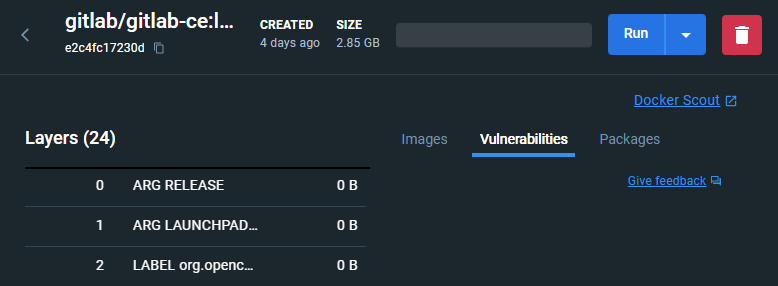 gitlab/gitlab-ce:l...
e2c4fc17230d
CREATED
4 days ago
SIZE
2.85 GB
Run
Docker Scout
Layers (24)
0 ARG RELEASE 0 B
1 ARG LAUNCHPAD... 0 B
2 LABEL org.openc... 0 B
Images Vulnerabilities Packages
Give feedback